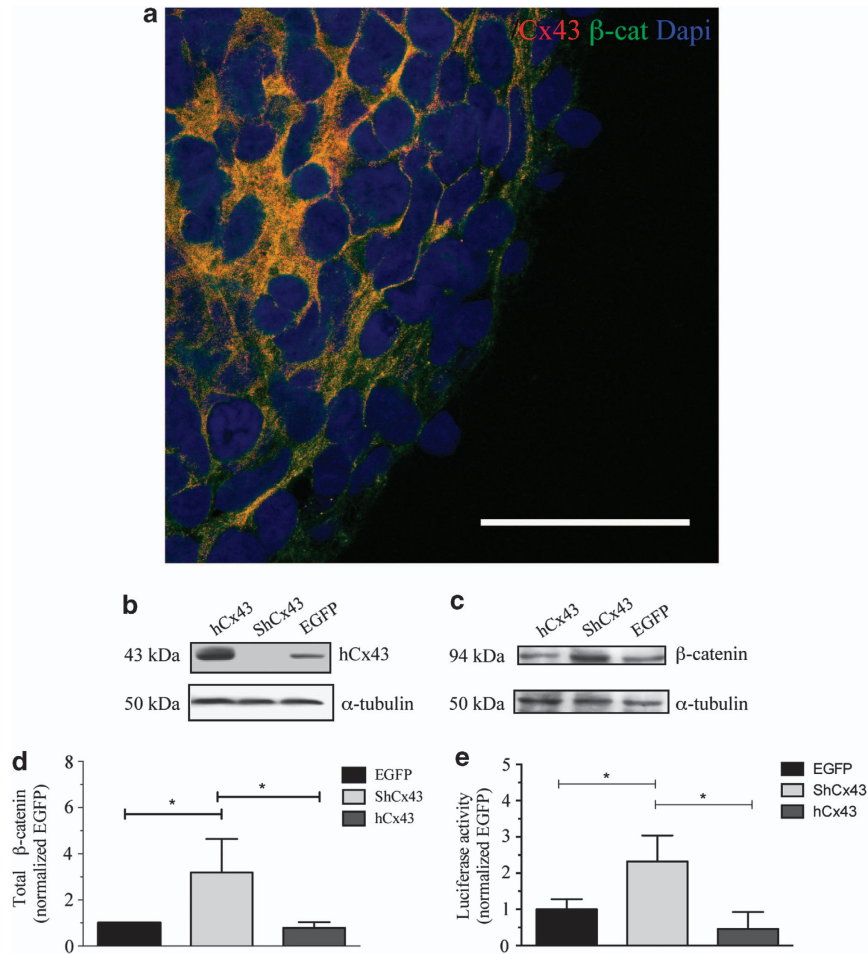 a
Cx43 β-cat Dapi
b
hCx43 ShCx43 EGFP
43 kDa hCx43
50 kDa α-tubulin
c
hCx43 ShCx43 EGFP
94 kDa β-catenin
50 kDa α-tubulin
d
Total β-catenin
(normalized EGFP)
8
6
4
2
0
* *
EGFP
ShCx43
hCx43
e
Luciferase activity
(normalized EGFP)
5
4
3
2
1
0
* *
EGFP
ShCx43
hCx43